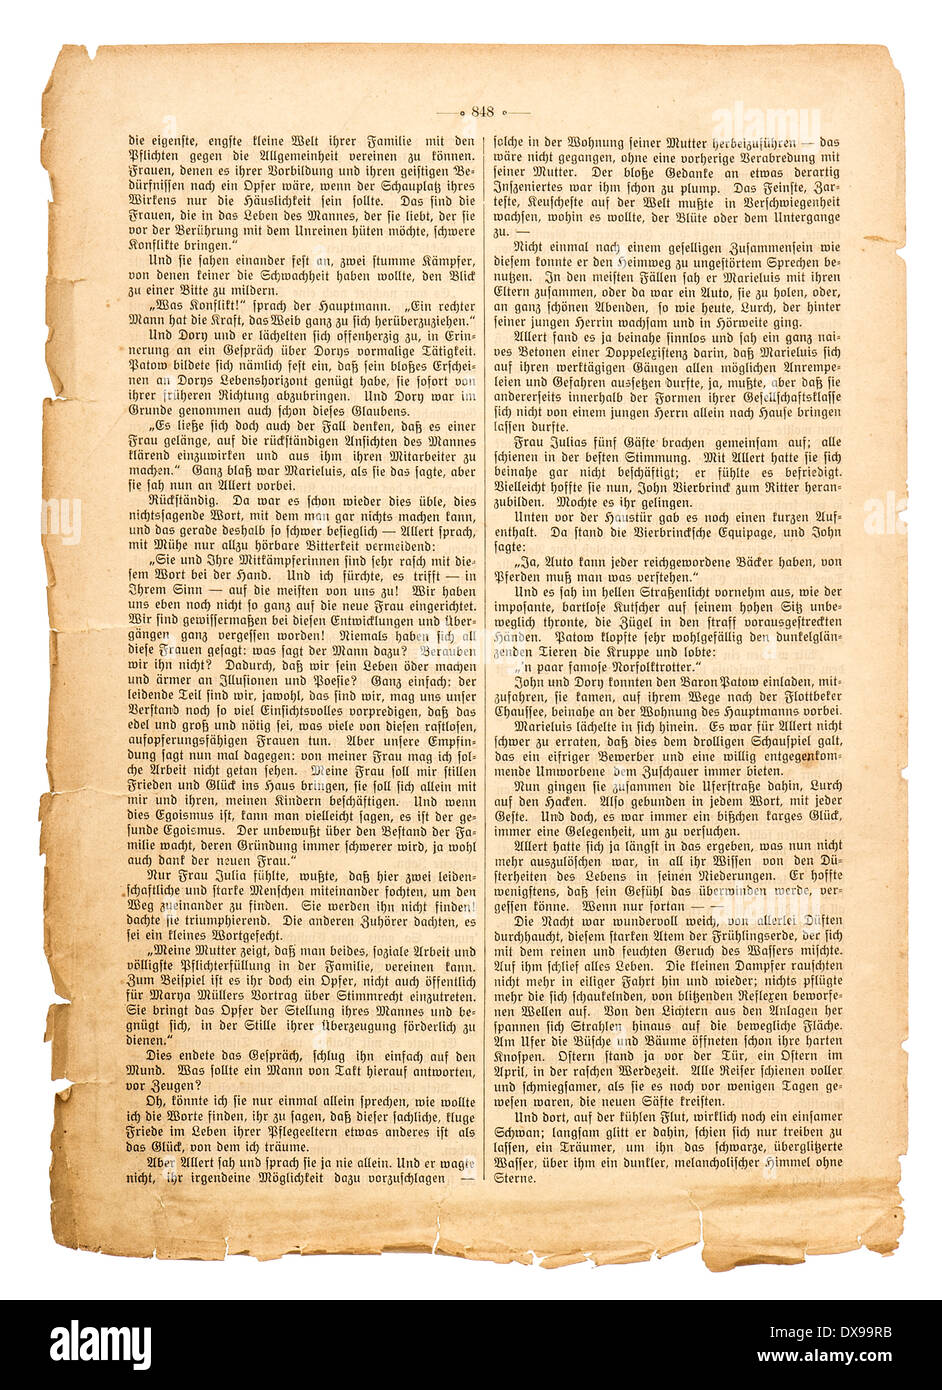 848
die eigenste, engste kleine Welt ihrer Familie mit den
Pflichten gegen die Allgemeinheit vereinen zu können.
Frauen, denen es ihrer Vorbildung und ihren geistigen Be-
dürfnissen nach ein Opfer wäre, wenn der Schauplatz ihres
Wirkens nur die Häuslichkeit sein sollte. Das sind die
Frauen, die in das Leben des Mannes, der sie liebt, der sie
vor der Berührung mit dem Unreinen hüten möchte, schwere
Konflikte bringen.“
Und sie sahen einander fest an, zwei stumme Kämpfer,
von denen keiner die Schwachheit haben wollte, den Blick
zu einer Bitte zu mildern.
„Was Konflikt!“ sprach der Hauptmann. „Ein rechter
Mann hat die Kraft, das Weib ganz zu sich herüberzuziehen.“
Und Dory und er lächelten sich offenherzig zu, in Erin-
nerung an ein Gespräch über Dorys vormalige Tätigkeit.
Patow bildete sich nämlich fest ein, daß sein bloßes Erschei-
nen an Dorys Lebenshorizont genügt habe, sie sofort von
ihrer früheren Richtung abzubringen. Und Dory war im
Grunde genommen auch schon dieses Glaubens.
„Es ließe sich doch auch der Fall denken, daß es einer
Frau gelänge, auf die rückständigen Ansichten des Mannes
klärend einzuwirken und aus ihm ihren Mitarbeiter zu
machen.“ Ganz blaß war Marieluis, als sie das sagte, aber
sie sah nun an Allert vorbei.
Rückständig. Da war es schon wieder dies üble, dies
nichtssagende Wort, mit dem man gar nichts machen kann,
und das gerade deshalb so schwer besieglich — Allert sprach,
mit Mühe nur allzu hörbare Bitterkeit vermeidend:
„Sie und Ihre Mitkämpferinnen sind sehr rasch mit die-
sem Wort bei der Hand. Und ich fürchte, es trifft — in
Ihrem Sinn — auf die meisten von uns zu! Wir haben
uns eben noch nicht so ganz auf die neue Frau eingerichtet.
Wir sind gewissermaßen bei diesen Entwicklungen und Über-
gängen ganz vergessen worden! Niemals haben sich all
diese Frauen gesagt: was sagt der Mann dazu? Berauben
wir ihn nicht? Dadurch, daß wir sein Leben öder machen
und ärmer an Illusionen und Poesie? Ganz einfach: der
leidende Teil sind wir, jawohl, das sind wir, mag uns unser
Verstand noch so viel Einsichtsvolles vorpredigen, daß das
edel und groß und nötig sei, was viele von diesen rastlosen,
aufopferungsfähigen Frauen tun. Aber unsere Empfin-
dung sagt nun mal dagegen: von meiner Frau mag ich sol-
che Arbeit nicht getan sehen. Meine Frau soll mir stillen
Frieden und Glück ins Haus bringen, sie soll sich allein mit
mir und ihren, meinen Kindern beschäftigen. Und wenn
dies Egoismus ist, kann man vielleicht sagen, es ist der ge-
sunde Egoismus. Der unbewußt über den Bestand der Fa-
milie wacht, deren Gründung immer schwerer wird, ja wohl
auch dank der neuen Frau.“
Nur Frau Julia fühlte, wußte, daß hier zwei leiden-
schaftliche und starke Menschen miteinander fochten, um den
Weg zueinander zu finden. Sie werden ihn nicht finden!
dachte sie triumphierend. Die anderen Zuhörer dachten, es
sei ein kleines Wortgefecht.
„Meine Mutter zeigt, daß man beides, soziale Arbeit und
völligste Pflichterfüllung in der Familie, vereinen kann.
Zum Beispiel ist es ihr doch ein Opfer, nicht auch öffentlich
für Marya Müllers Vortrag über Stimmrecht einzutreten.
Sie bringt das Opfer der Stellung ihres Mannes und be-
gnügt sich, in der Stille ihrer Überzeugung förderlich zu
dienen.“
Dies endete das Gespräch, schlug ihn einfach auf den
Mund. Was sollte ein Mann von Takt hierauf antworten,
vor Zeugen?
Oh, könnte ich sie nur einmal allein sprechen, wie wollte
ich die Worte finden, ihr zu sagen, daß dieser sachliche, kluge
Friede im Leben ihrer Pflegeeltern etwas anderes ist als
das Glück, von dem ich träume.
Aber Allert sah und sprach sie ja nie allein. Und er wagte
nicht, ihr irgendeine Möglichkeit dazu vorzuschlagen —
solche in der Wohnung seiner Mutter herbeizuführen — das
wäre nicht gegangen, ohne eine vorherige Verabredung mit
seiner Mutter. Der bloße Gedanke an etwas derartig
Inszeniertes war ihm schon zu plump. Das Feinste, Zar-
teste, Keuscheste auf der Welt mußte in Verschwiegenheit
wachsen, wohin es wollte, der Blüte oder dem Untergange
zu. —
Nicht einmal nach einem geselligen Zusammensein wie
diesem konnte er den Heimweg zu ungestörtem Sprechen be-
nutzen. In den meisten Fällen sah er Marieluis mit ihren
Eltern zusammen, oder da war ein Auto, sie zu holen, oder,
an ganz schönen Abenden, so wie heute, Lurch, der hinter
seiner jungen Herrin wachsam und in Hörweite ging.
Allert fand es ja beinahe sinnlos und sah ein ganz nai-
ves Betonen einer Doppelexistenz darin, daß Marieluis sich
auf ihren werktägigen Gängen allen möglichen Anrempe-
leien und Gefahren aussetzen durfte, ja, mußte, aber daß sie
andererseits innerhalb der Formen ihrer Gesellschaftsklasse
sich nicht von einem jungen Herrn allein nach Hause bringen
lassen durfte.
Frau Julias fünf Gäste brachen gemeinsam auf; alle
schienen in der besten Stimmung. Mit Allert hatte sie sich
beinahe gar nicht beschäftigt; er fühlte es befriedigt.
Vielleicht hoffte sie nun, John Vierbrinck zum Ritter heran-
zubilden. Mochte es ihr gelingen.
Unten vor der Haustür gab es noch einen kurzen Auf-
enthalt. Da stand die Vierbrincksche Equipage, und John
sagte:
„Ja, Auto kann jeder reichgewordene Bäcker haben, von
Pferden muß man was verstehen.“
Und es sah im hellen Straßenlicht vornehm aus, wie der
imposante, bartlose Kutscher auf seinem hohen Sitz unbe-
weglich thronte, die Zügel in den straff vorausgestreckten
Händen. Patow klopfte sehr wohlgefällig den dunkelglän-
zenden Tieren die Kruppe und lobte:
„'n paar famose Norfolktrotter.“
John und Dory konnten den Baron Patow einladen, mit-
zufahren, sie kamen, auf ihrem Wege nach der Flottbeker
Chaussee, beinahe an der Wohnung des Hauptmanns vorbei.
Marieluis lächelte in sich hinein. Es war für Allert nicht
schwer zu erraten, daß dies dem drolligen Schauspiel galt,
das ein eifriger Bewerber und eine willig entgegenkom-
mende Umworbene dem Zuschauer immer bieten.
Nun gingen sie zusammen die Uferstraße dahin, Lurch
auf den Hacken. Also gebunden in jedem Wort, mit jeder
Geste. Und doch, es war immer ein bißchen karges Glück,
immer eine Gelegenheit, um zu versuchen.
Allert hatte sich ja längst in das ergeben, was nun nicht
mehr auszulöschen war, in all ihr Wissen von den Dü-
sterheiten des Lebens in seinen Niederungen. Er hoffte
wenigstens, daß sein Gefühl das überwinden werde, ver-
gessen könne. Wenn nur fortan — —
Die Nacht war wundervoll weich, von allerlei Düften
durchhaucht, diesem starken Atem der Frühlingserde, der sich
mit dem reinen und feuchten Geruch des Wassers mischte.
Auf ihm schlief alles Leben. Die kleinen Dampfer rauschten
nicht mehr in eiliger Fahrt hin und wieder; nichts pflügte
mehr die sich schaukelnden, von blitzenden Reflexen beworfe-
nen Wellen auf. Von den Lichtern aus den Anlagen her
spannen sich Strahlen hinaus auf die bewegliche Fläche.
Am Ufer die Büsche und Bäume öffneten schon ihre harten
Knospen. Ostern stand ja vor der Tür, ein Ostern im
April, in der raschen Werdezeit. Alle Reiser schienen voller
und schmiegsamer, als sie es noch vor wenigen Tagen ge-
wesen waren, die neuen Säfte kreisten.
Und dort, auf der kühlen Flut, wirklich noch ein einsamer
Schwan; langsam glitt er dahin, schien sich nur treiben zu
lassen, ein Träumer, um ihn das schwarze, überglitzerte
Wasser, über ihm ein dunkler, melancholischer Himmel ohne
Sterne.
alamy
Image ID: DX99RB
www.alamy.com